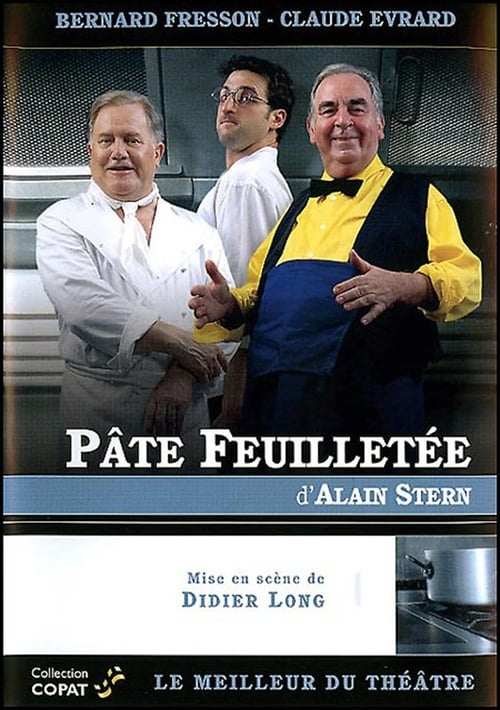 BERNARD FRESSON - CLAUDE EVRARD
PÂTE FEUILLETÉE
d'ALAIN STERN
Mise en scène de
DIDIER LONG
Collection
COPAT
LE MEILLEUR DU THÉÂTRE